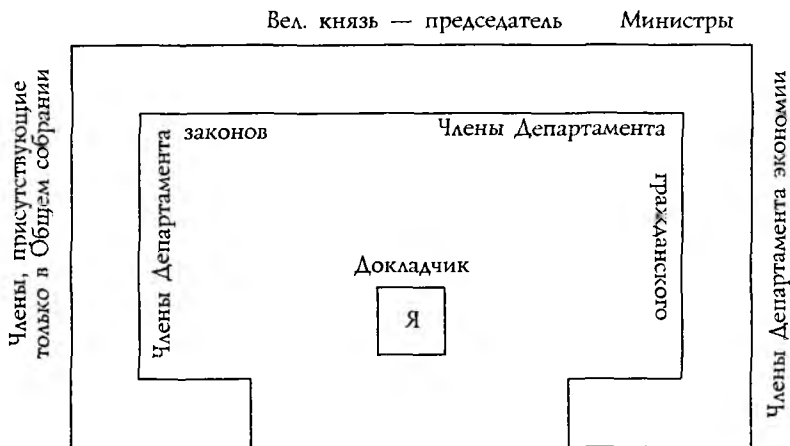 Вел. князь — председатель Министры
Члены, присутствующие
только в Общем собрании
Члены Департамента
законов
Члены Департамента
гражданского
Члены Департамента экономии
Докладчик
Я